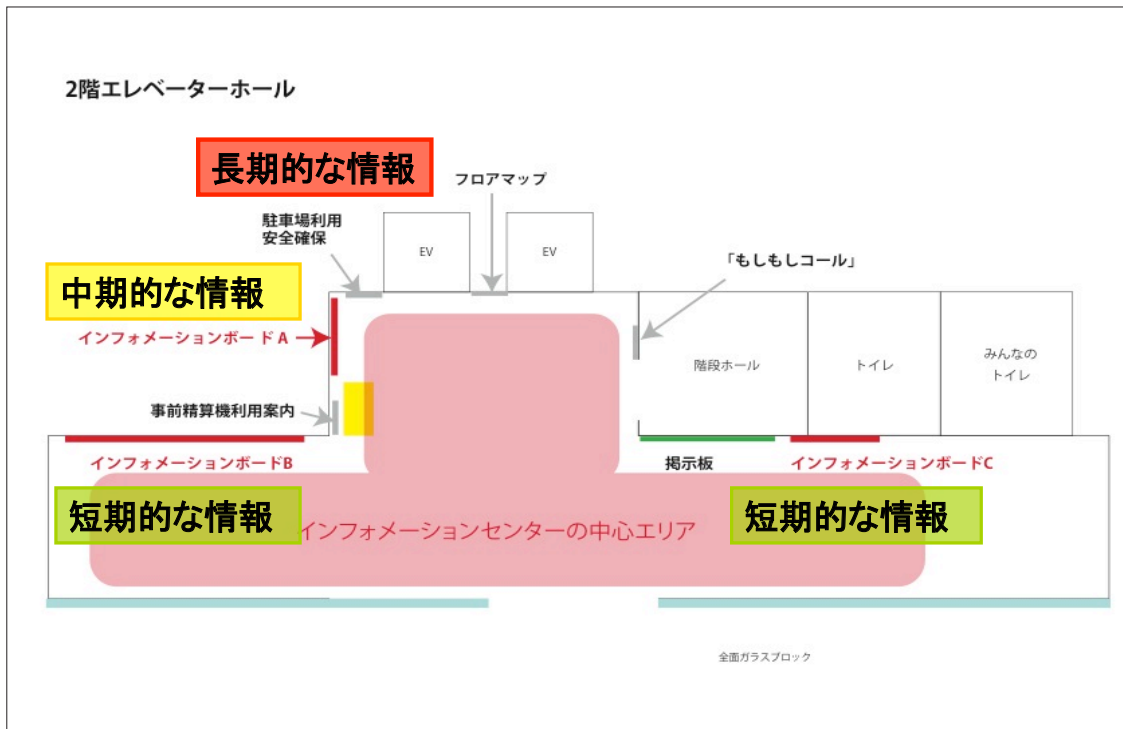 2階エレベーターホール
長期的な情報
フロアマップ
駐車場利用
安全確保
EV
EV
「もしもしコール」
中期的な情報
インフォメーションボードA
階段ホール
トイレ
みんなの
トイレ
事前精算機利用案内
インフォメーションボードB
掲示板
インフォメーションボードC
短期的な情報
短期的な情報
インフォメーションセンターの中心エリア
全面ガラスブロック